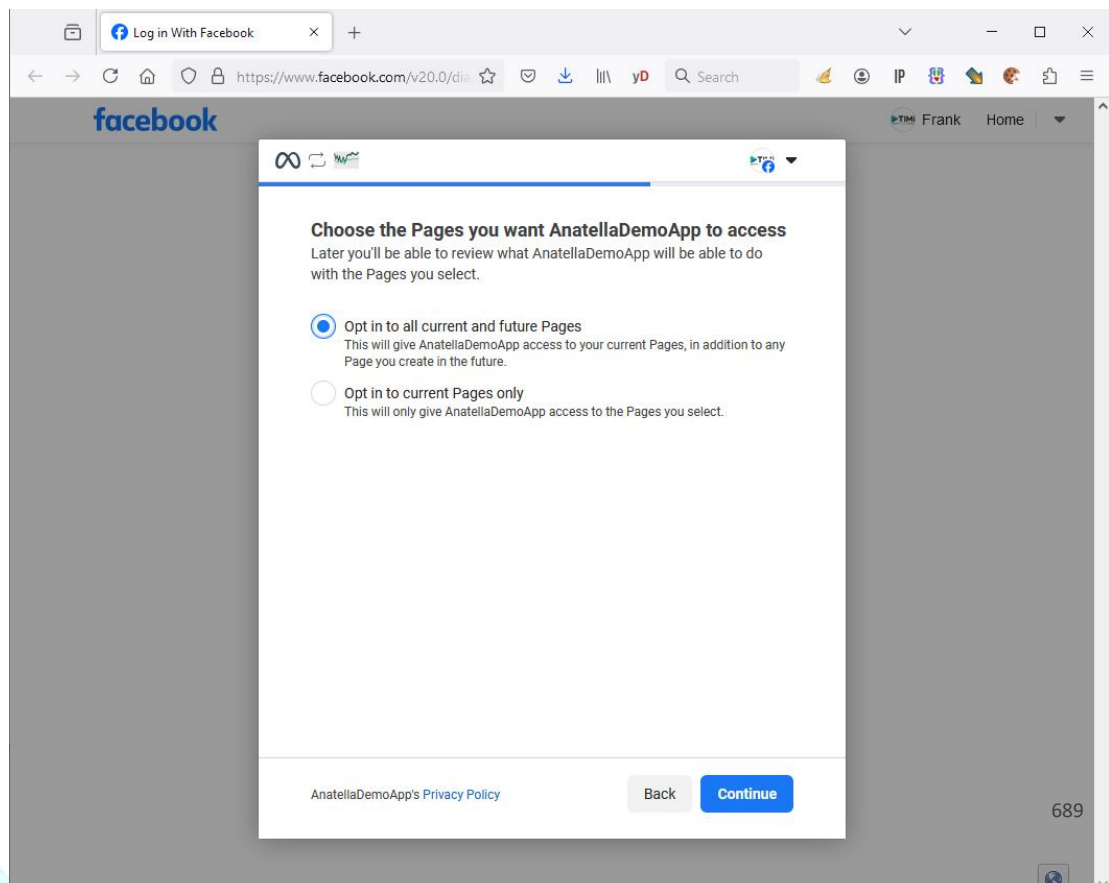 Log in With Facebook
https://www.facebook.com/v20.0/dia
yD
Search
IP
facebook
TIMi Frank Home
Choose the Pages you want AnatellaDemoApp to access
Later you'll be able to review what AnatellaDemoApp will be able to do
with the Pages you select.
Opt in to all current and future Pages
This will give AnatellaDemoApp access to your current Pages, in addition to any
Page you create in the future.
Opt in to current Pages only
This will only give AnatellaDemoApp access to the Pages you select.
AnatellaDemoApp's Privacy Policy
Back
Continue
689